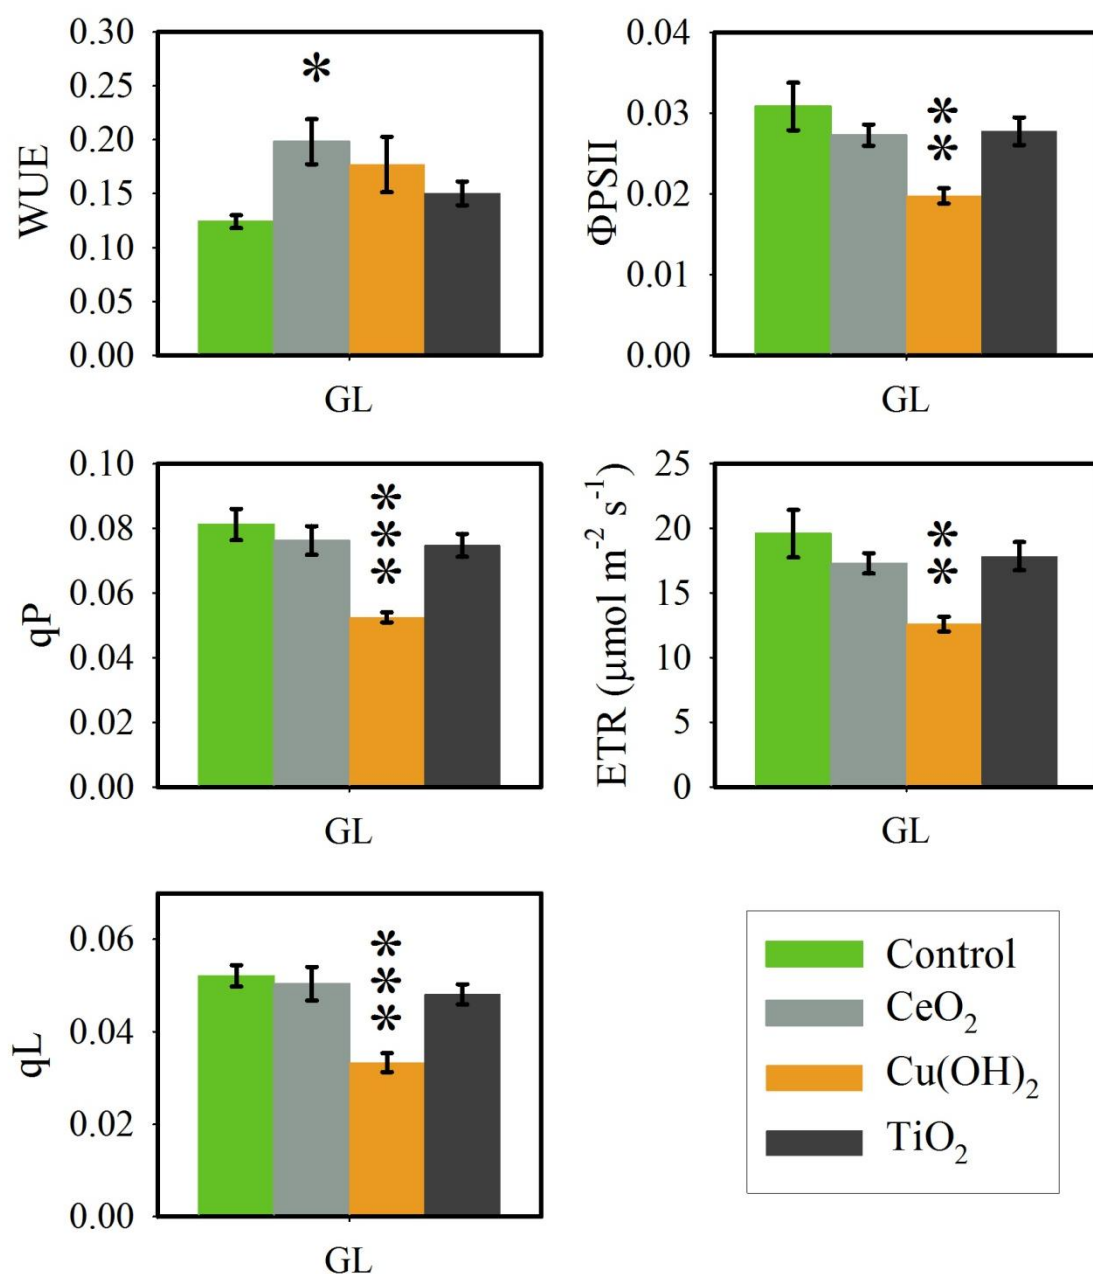 WUE
0.30
0.25
0.20
0.15
0.10
0.05
0.00
*
GL
ΦPSII
0.04
0.03
0.02
0.01
0.00
*
*
GL
qP
0.10
0.08
0.06
0.04
0.02
0.00
*
*
*
GL
ETR (μmol m⁻² s⁻¹)
25
20
15
10
5
0
*
*
GL
qL
0.06
0.04
0.02
0.00
*
*
*
GL
Control
CeO₂
Cu(OH)₂
TiO₂